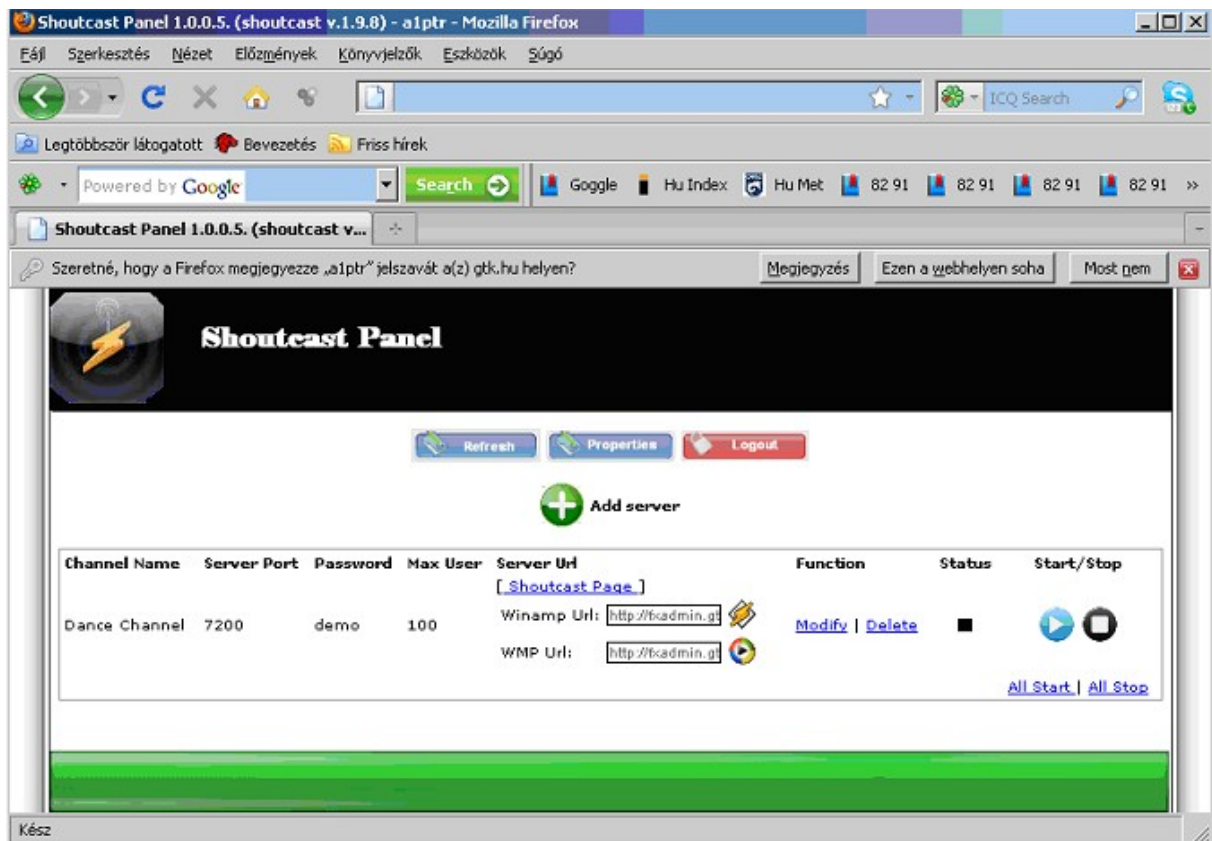 Shoutcast Panel 1.0.0.5. (shoutcast v.1.9.8) - a1ptr - Mozilla Firefox
Fájl Szerkesztés Nézet Előzmények Könyvjelzők Eszközök Súgó
ICQ Search
Legtöbbször látogatott Bevezetés Friss hírek
Powered by Google Search Goggle Hu Index Hu Met 82 91 82 91 82 91 82 91 »
Shoutcast Panel 1.0.0.5. (shoutcast v...
Szeretné, hogy a Firefox megjegyezze „a1ptr” jelszavát a(z) gtk.hu helyen? Megjegyzés Ezen a webhelyen soha Most nem
Shoutcast Panel
Refresh Properties Logout
Add server
Channel Name Server Port Password Max User Server Url Function Status Start/Stop
[ Shoutcast Page ]
Winamp Url: http://fxadmin.gt
Dance Channel 7200 demo 100 Modify | Delete
WMP Url: http://fxadmin.gt
All Start | All Stop
Kész